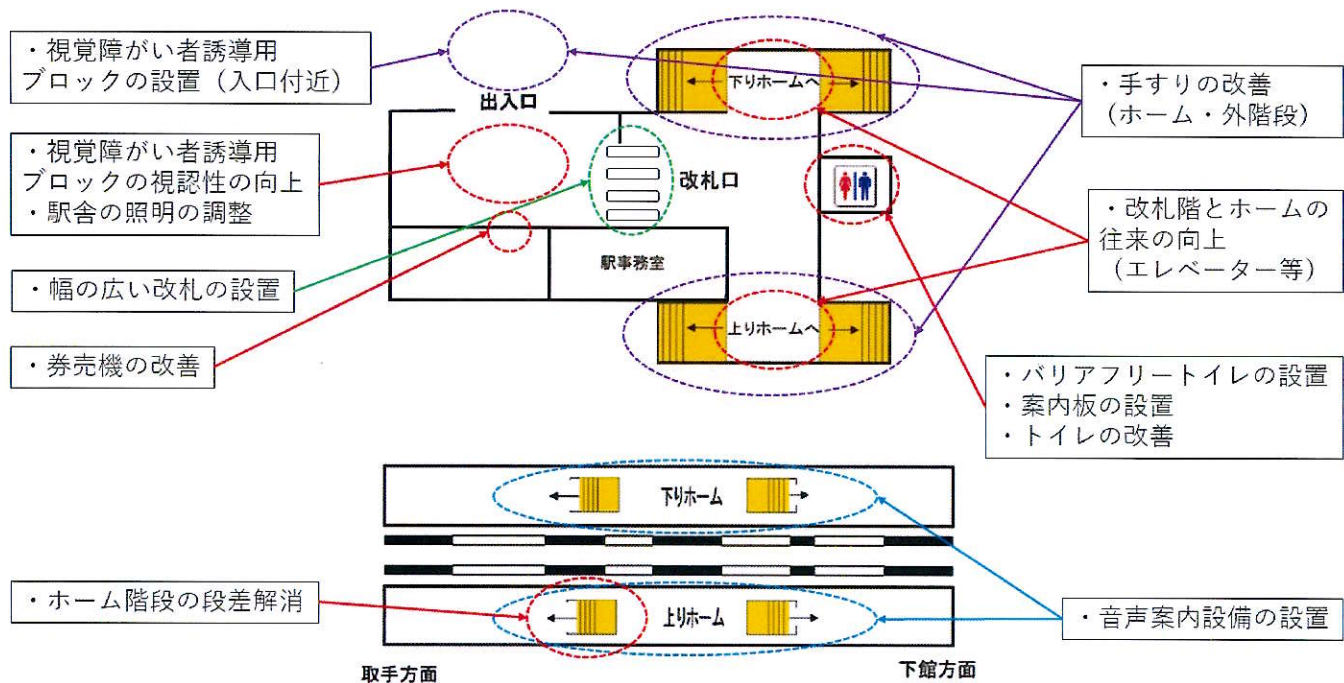 ・視覚障がい者誘導用
ブロックの設置（入口付近）
・視覚障がい者誘導用
ブロックの視認性の向上
・駅舎の照明の調整
・幅の広い改札の設置
・券売機の改善
出入口
改札口
駅事務室
下りホームへ
上りホームへ
・手すりの改善
（ホーム・外階段）
・改札階とホームの
往来の向上
（エレベーター等）
・バリアフリートイレの設置
・案内板の設置
・トイレの改善
下りホーム
上りホーム
・ホーム階段の段差解消
・音声案内設備の設置
取手方面
下館方面